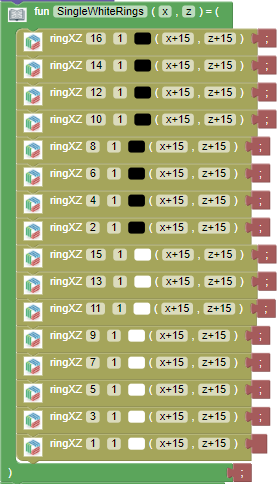 fun SingleWhiteRings ( x , z ) = (
ringXZ 16 1 ( x+15 , z+15 ) ;
ringXZ 14 1 ( x+15 , z+15 ) ;
ringXZ 12 1 ( x+15 , z+15 ) ;
ringXZ 10 1 ( x+15 , z+15 ) ;
ringXZ 8 1 ( x+15 , z+15 ) ;
ringXZ 6 1 ( x+15 , z+15 ) ;
ringXZ 4 1 ( x+15 , z+15 ) ;
ringXZ 2 1 ( x+15 , z+15 ) ;
ringXZ 15 1 ( x+15 , z+15 ) ;
ringXZ 13 1 ( x+15 , z+15 ) ;
ringXZ 11 1 ( x+15 , z+15 ) ;
ringXZ 9 1 ( x+15 , z+15 ) ;
ringXZ 7 1 ( x+15 , z+15 ) ;
ringXZ 5 1 ( x+15 , z+15 ) ;
ringXZ 3 1 ( x+15 , z+15 ) ;
ringXZ 1 1 ( x+15 , z+15 )
) ;